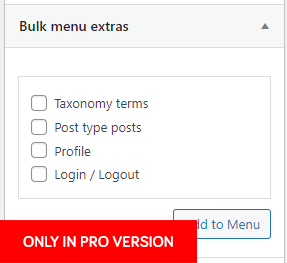 Bulk menu extras
Taxonomy terms
Post type posts
Profile
Login / Logout
to Menu
ONLY IN PRO VERSION